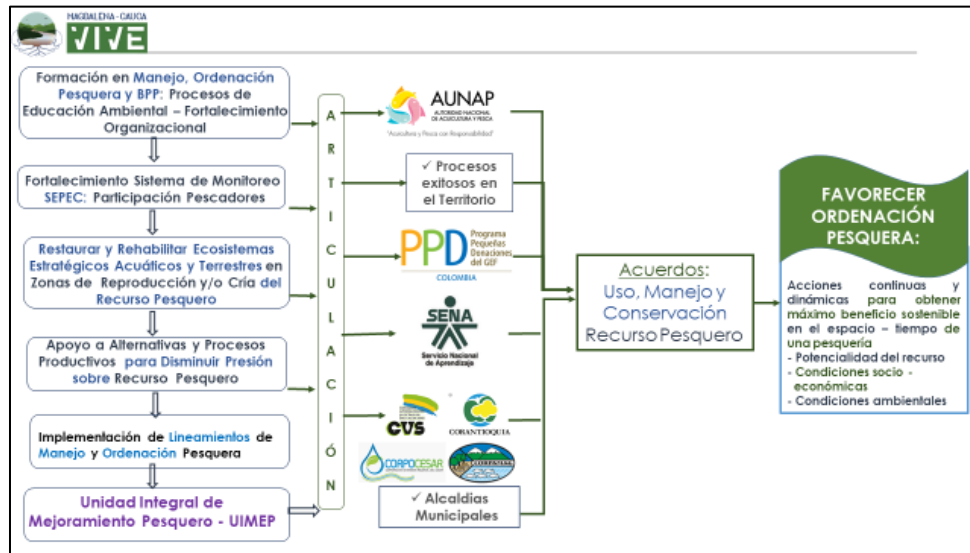 MAGDALENA - CAUCA
VIVE
Formación en Manejo, Ordenación
Pesquera y BPP: Procesos de
Educación Ambiental – Fortalecimiento
Organizacional
Fortalecimiento Sistema de Monitoreo
SEPEC: Participación Pescadores
Restaurar y Rehabilitar Ecosistemas
Estratégicos Acuáticos y Terrestres en
Zonas de Reproducción y/o Cría del
Recurso Pesquero
Apoyo a Alternativas y Procesos
Productivos para Disminuir Presión
sobre Recurso Pesquero
Implementación de Lineamientos de
Manejo y Ordenación Pesquera
Unidad Integral de
Mejoramiento Pesquero - UIMEP
ARTICULACIÓN
AUNAP
AUTORIDAD NACIONAL
DE ACUICULTURA Y PESCA
"Acuicultura y Pesca con Responsabilidad"
✓ Procesos
exitosos en
el Territorio
PPD
Programa
Pequeñas
Donaciones
del GEF
COLOMBIA
SENA
Servicio Nacional
de Aprendizaje
CVS
CORANTIOQUIA
CORPOCESAR
✓ Alcaldías
Municipales
Acuerdos:
Uso, Manejo y
Conservación
Recurso Pesquero
FAVORECER
ORDENACIÓN
PESQUERA:
Acciones continuas y
dinámicas para obtener
máximo beneficio sostenible
en el espacio – tiempo de
una pesquería
- Potencialidad del recurso
- Condiciones socio -
económicas
- Condiciones ambientales